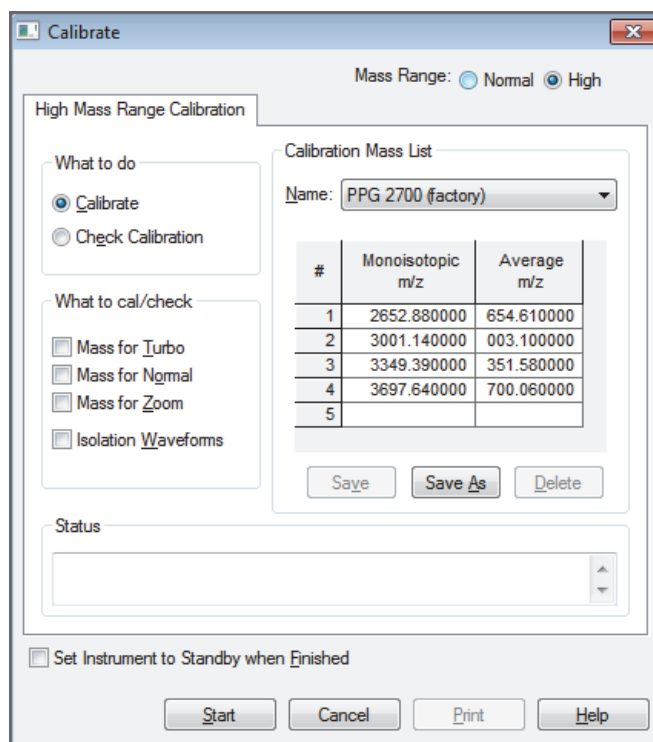 Calibrate
Mass Range: Normal High
High Mass Range Calibration
What to do
Calibrate
Check Calibration
What to cal/check
Mass for Turbo
Mass for Normal
Mass for Zoom
Isolation Waveforms
Calibration Mass List
Name: PPG 2700 (factory)
# Monoisotopic m/z Average m/z
1 2652.880000 654.610000
2 3001.140000 003.100000
3 3349.390000 351.580000
4 3697.640000 700.060000
5
Save Save As Delete
Status
Set Instrument to Standby when Finished
Start Cancel Print Help